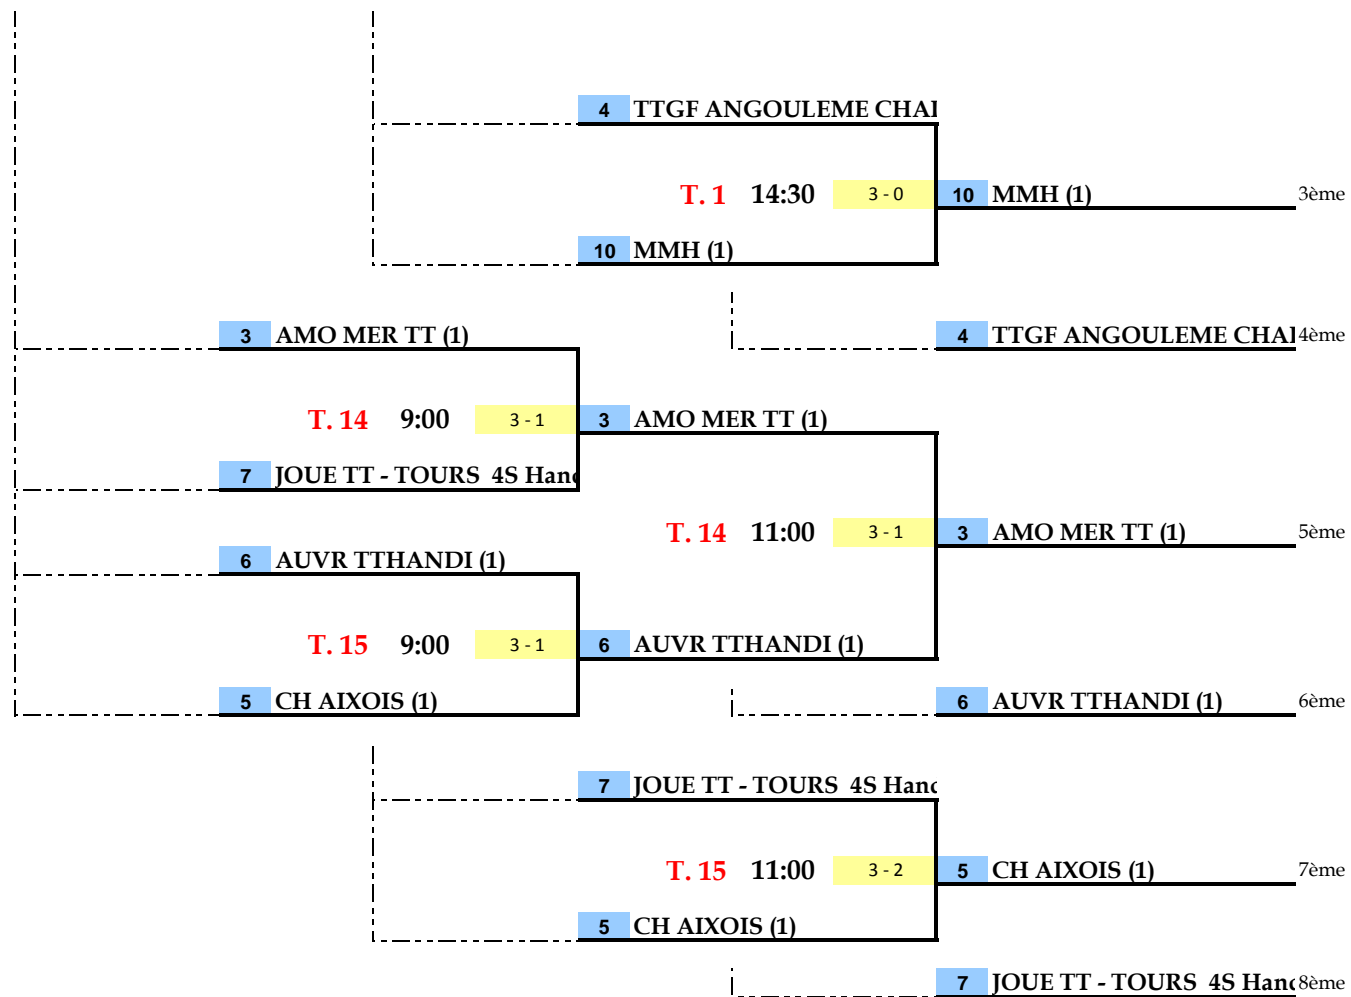 4 TTGF ANGOULEME CHAI
T. 1 14:30 3 - 0 10 MMH (1) 3ème
10 MMH (1)
3 AMO MER TT (1) 4 TTGF ANGOULEME CHAI 4ème
T. 14 9:00 3 - 1 3 AMO MER TT (1)
7 JOUE TT - TOURS 4S Hand
T. 14 11:00 3 - 1 3 AMO MER TT (1) 5ème
6 AUVR TTHANDI (1)
T. 15 9:00 3 - 1 6 AUVR TTHANDI (1)
5 CH AIXOIS (1) 6 AUVR TTHANDI (1) 6ème
7 JOUE TT - TOURS 4S Hand
T. 15 11:00 3 - 2 5 CH AIXOIS (1) 7ème
5 CH AIXOIS (1)
7 JOUE TT - TOURS 4S Hand 8ème